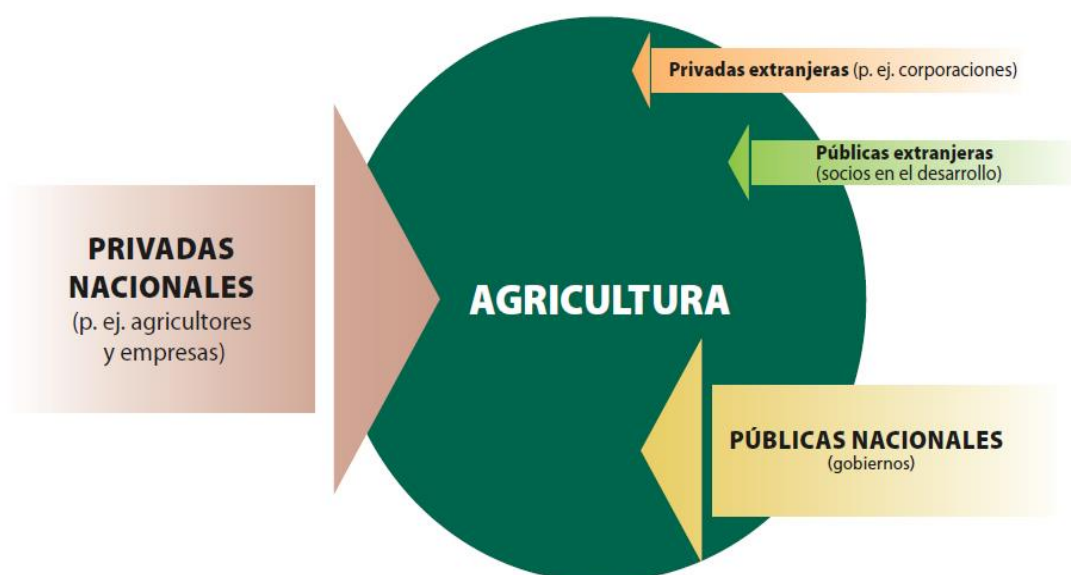 PRIVADAS
NACIONALES
(p. ej. agricultores
y empresas)
AGRICULTURA
Privadas extranjeras (p. ej. corporaciones)
Públicas extranjeras
(socios en el desarrollo)
PÚBLICAS NACIONALES
(gobiernos)